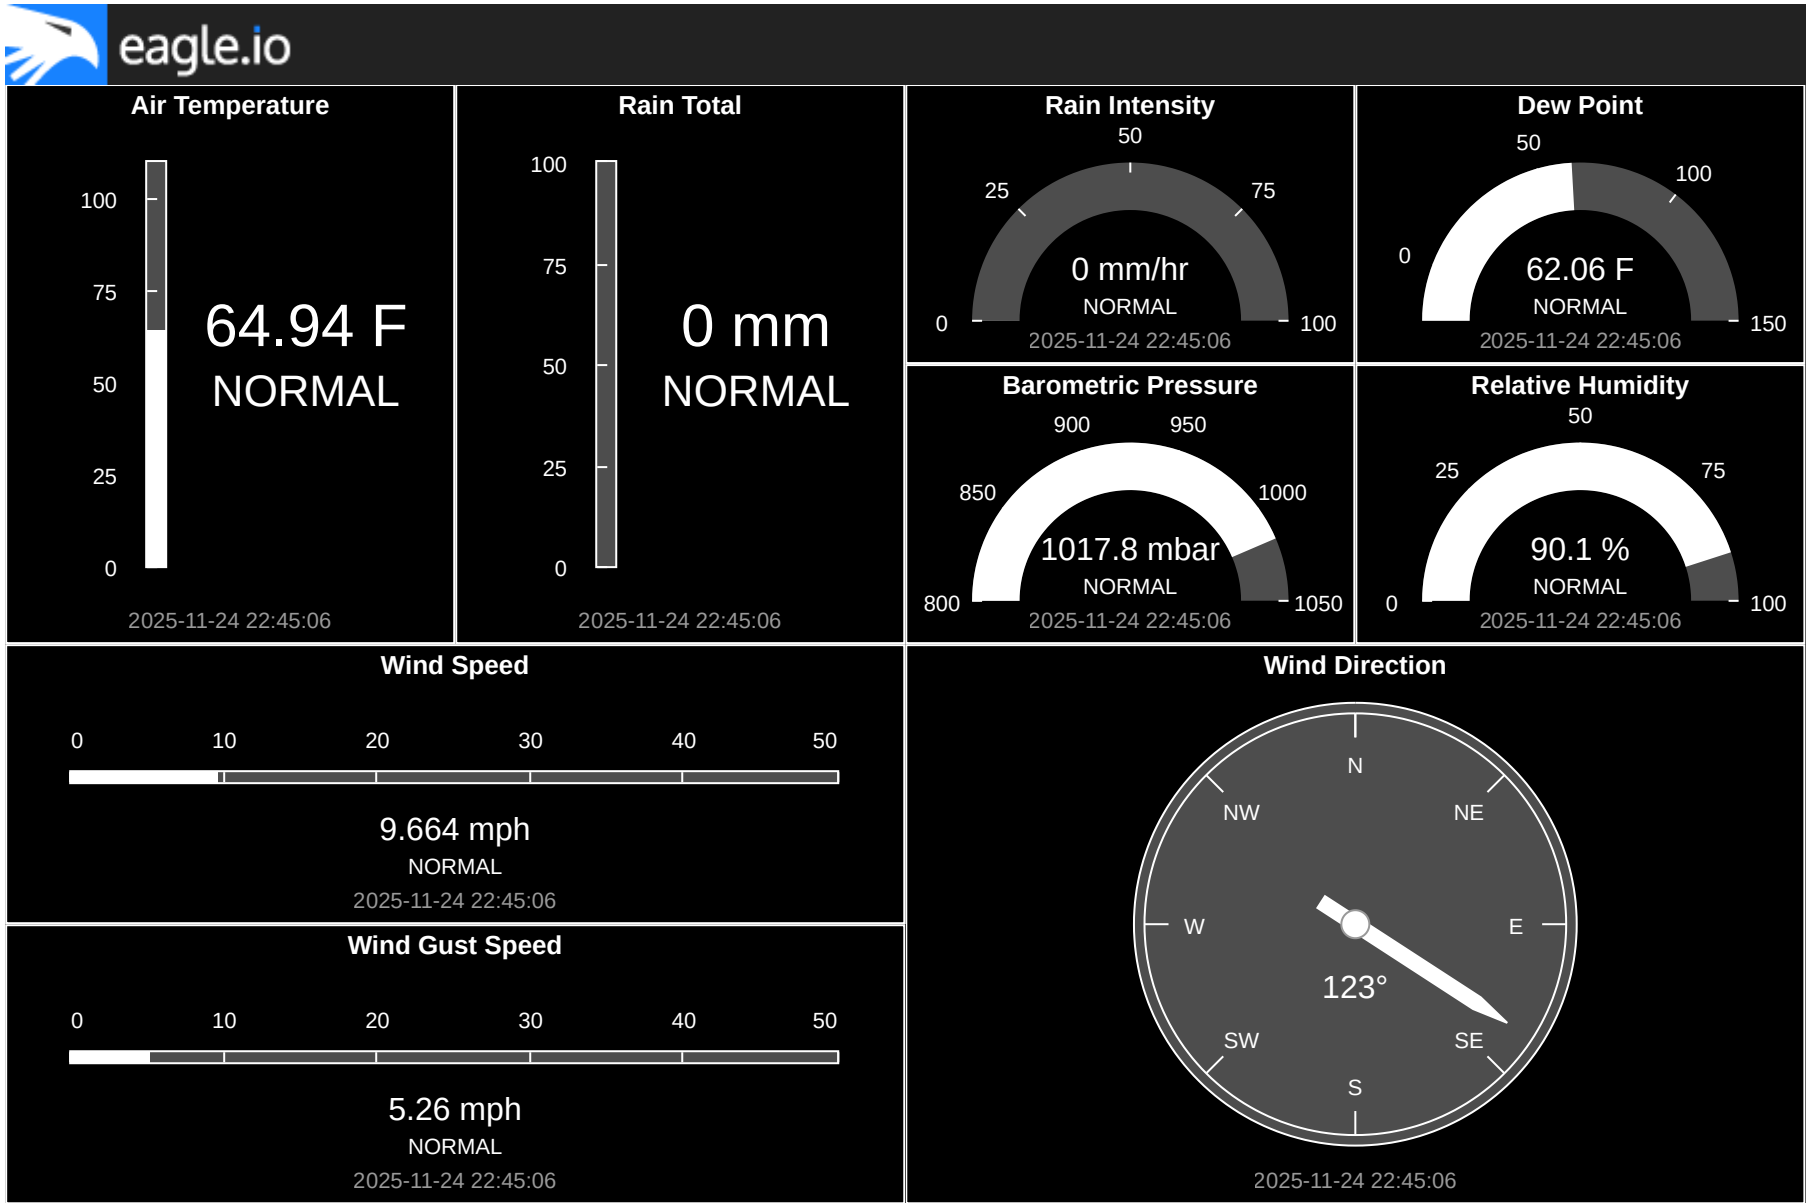 eagle.io
Air Temperature
100
75
50
25
0
64.94 F
NORMAL
2025-11-24 22:45:06
Rain Total
100
75
50
25
0
0 mm
NORMAL
2025-11-24 22:45:06
Rain Intensity
0
25
50
75
100
0 mm/hr
NORMAL
2025-11-24 22:45:06
Dew Point
0
50
100
150
62.06 F
NORMAL
2025-11-24 22:45:06
Barometric Pressure
800
850
900
950
1000
1050
1017.8 mbar
NORMAL
2025-11-24 22:45:06
Relative Humidity
0
25
50
75
100
90.1 %
NORMAL
2025-11-24 22:45:06
Wind Speed
0 10 20 30 40 50
9.664 mph
NORMAL
2025-11-24 22:45:06
Wind Gust Speed
0 10 20 30 40 50
5.26 mph
NORMAL
2025-11-24 22:45:06
Wind Direction
N
NW NE
W E
123°
SW SE
S
2025-11-24 22:45:06